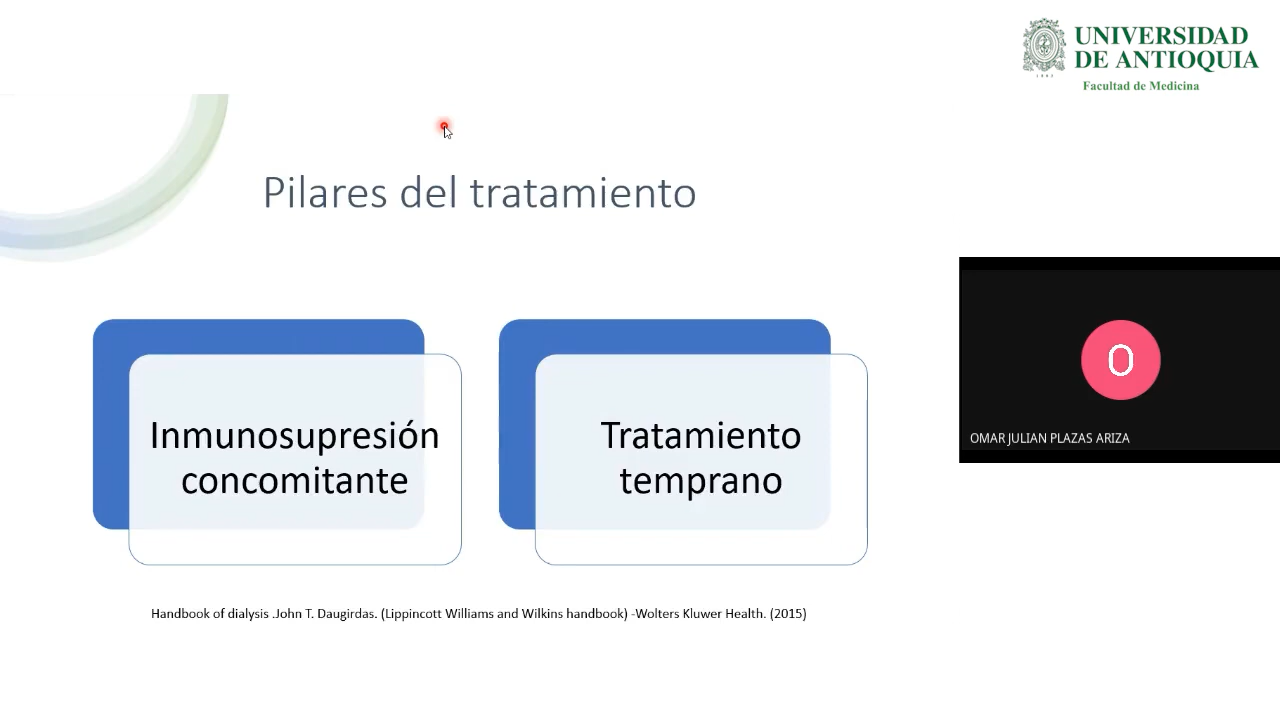 UNIVERSIDAD
DE ANTIOQUIA
1803
Facultad de Medicina
Pilares del tratamiento
Inmunosupresión
concomitante
Tratamiento
temprano
O
OMAR JULIAN PLAZAS ARIZA
Handbook of dialysis .John T. Daugirdas. (Lippincott Williams and Wilkins handbook) -Wolters Kluwer Health. (2015)